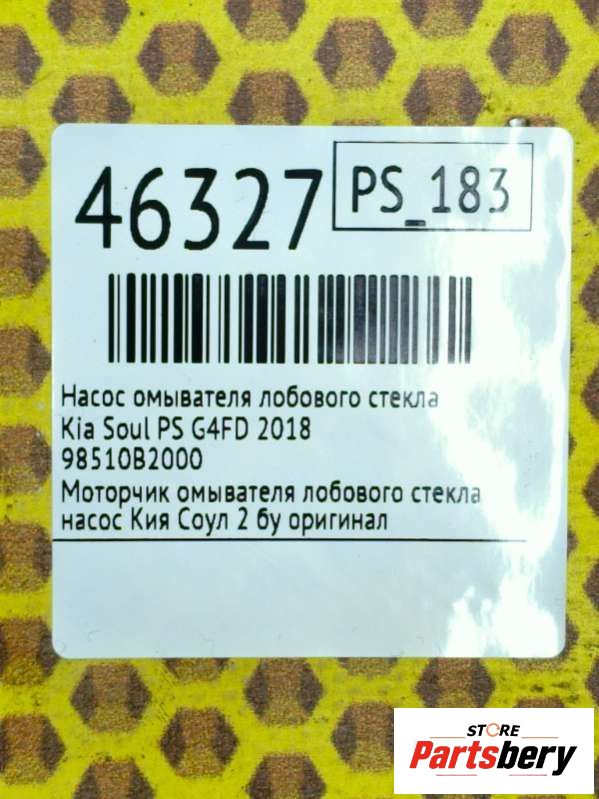 46327
PS_183
Насос омывателя лобового стекла
Kia Soul PS G4FD 2018
98510B2000
Моторчик омывателя лобового стекла
насос Кия Соул 2 бу оригинал
STORE
Partsbery